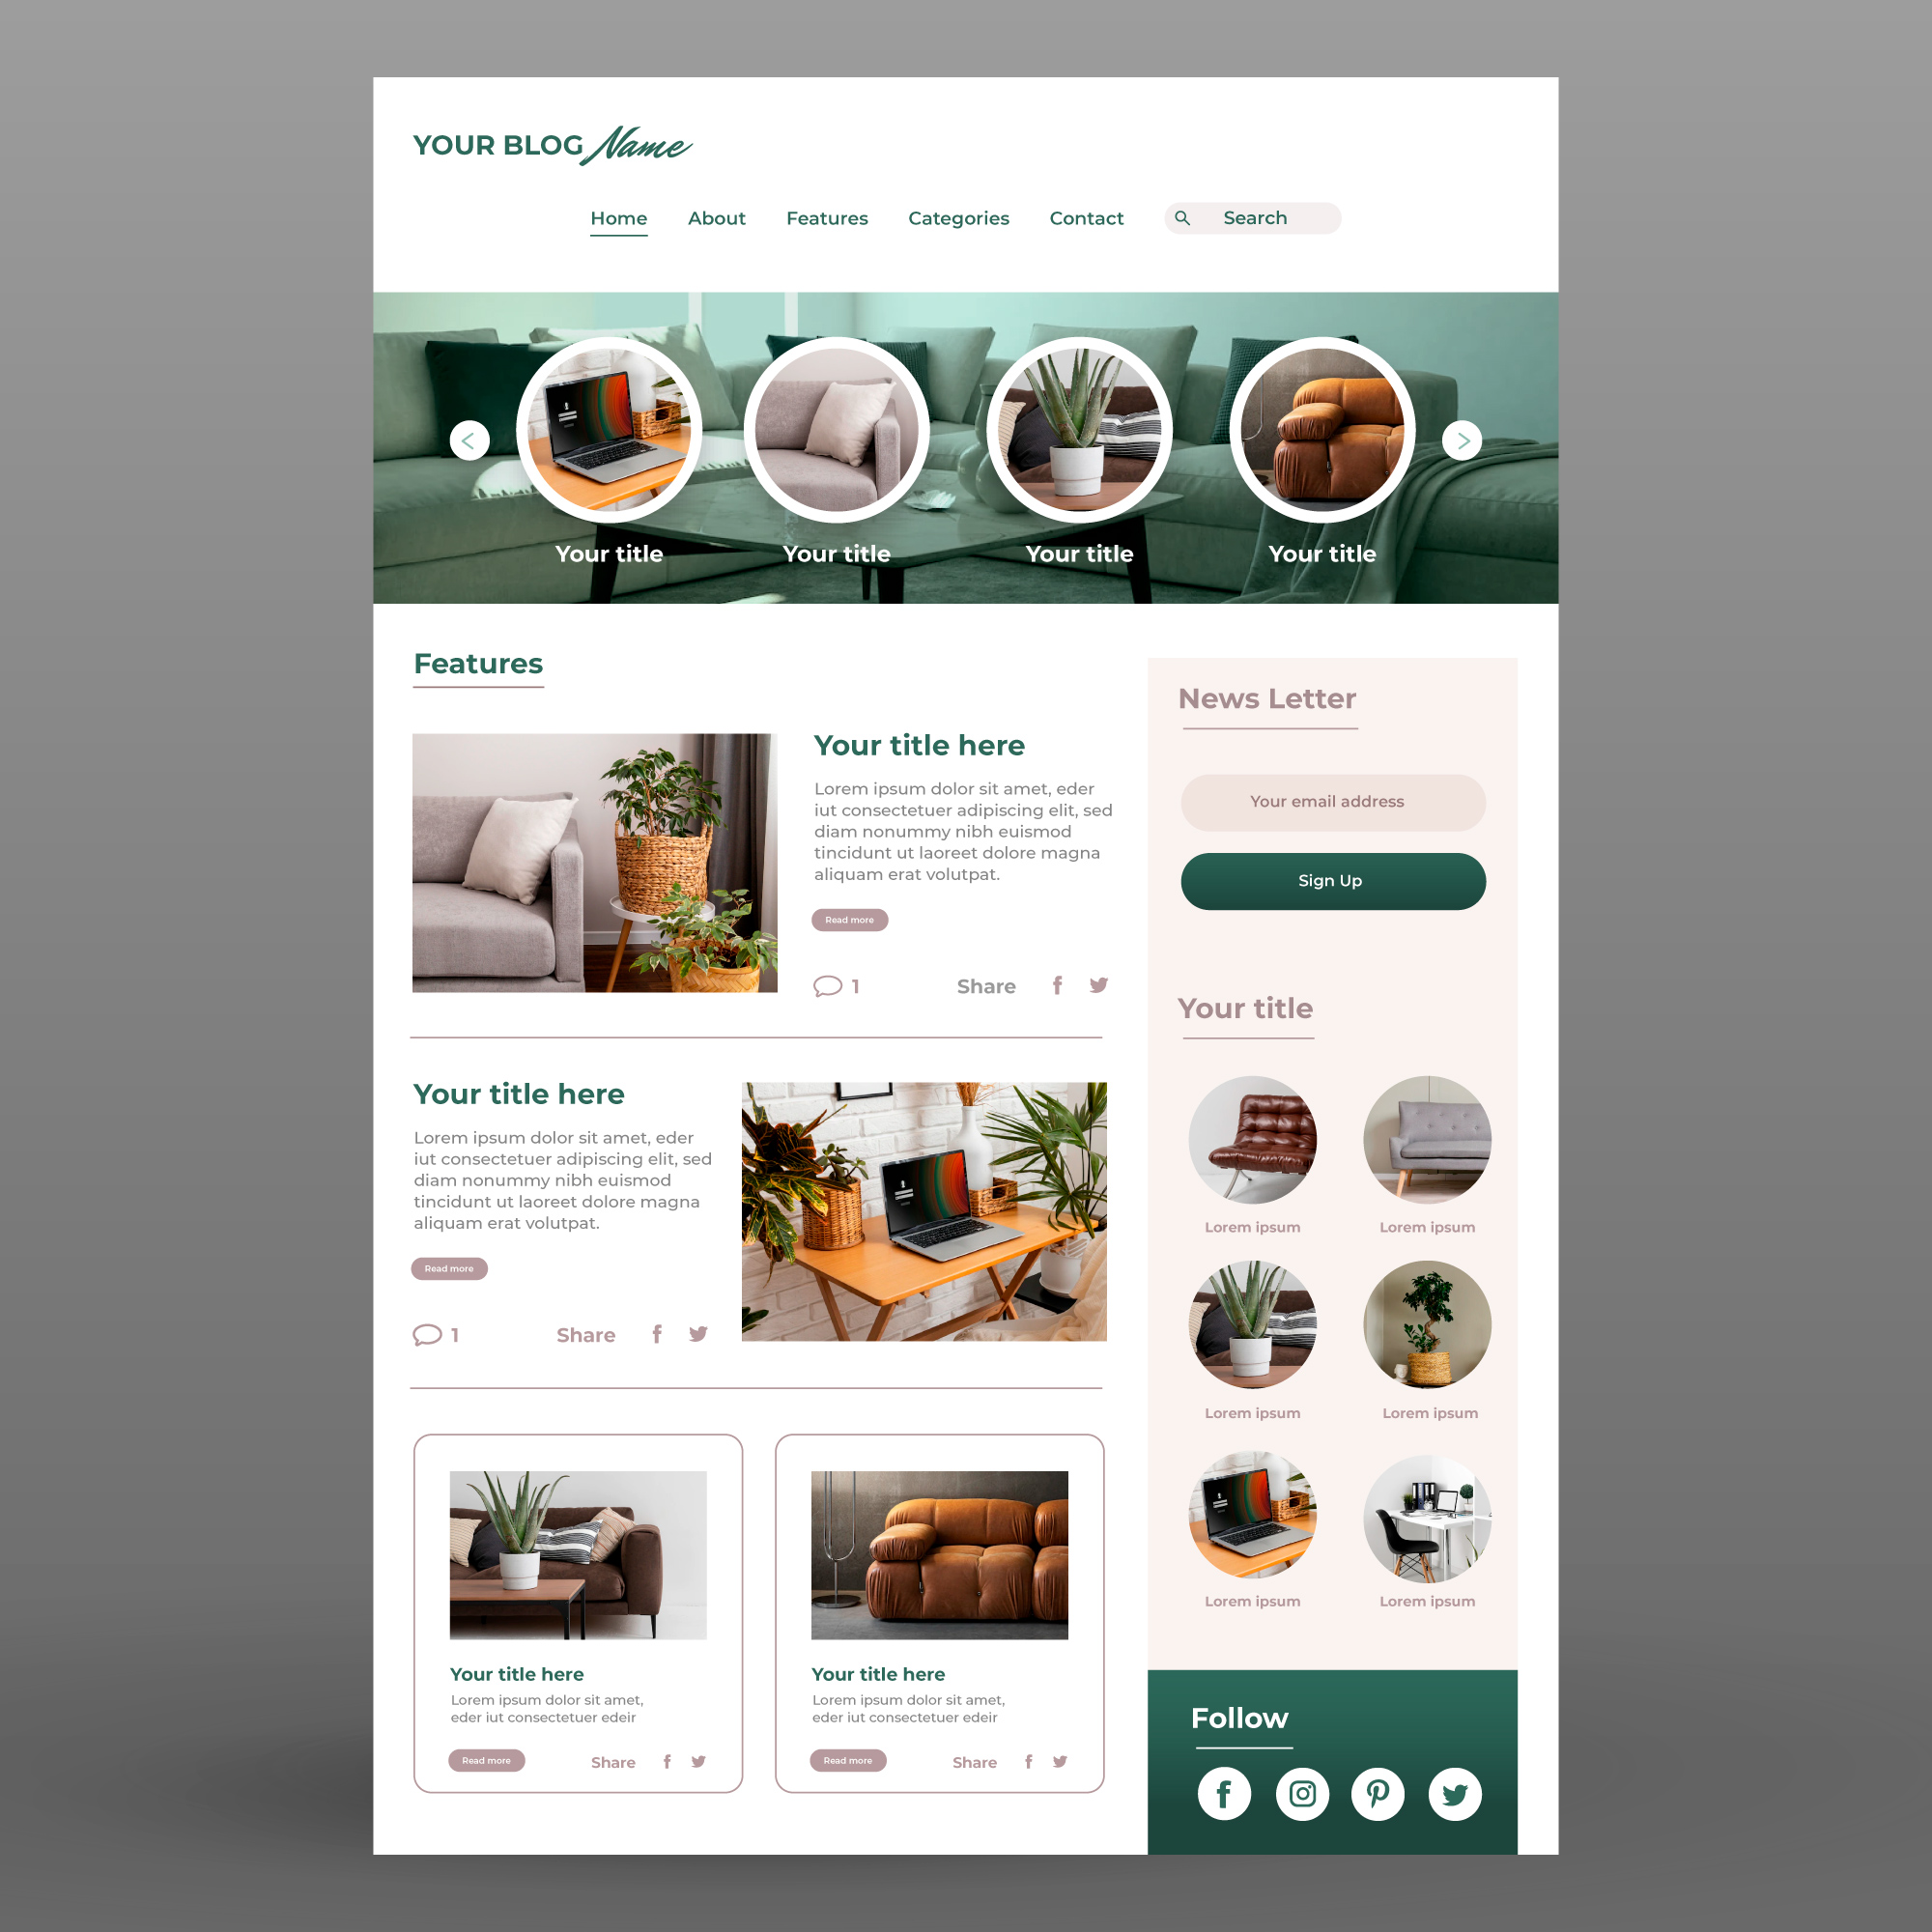 YOUR BLOG Name
Home About Features Categories Contact Search
Your title Your title Your title Your title
Features
Your title here
Lorem ipsum dolor sit amet, eder
iut consectetuer adipiscing elit, sed
diam nonummy nibh euismod
tincidunt ut laoreet dolore magna
aliquam erat volutpat.
Read more
1 Share
Your title here
Lorem ipsum dolor sit amet, eder
iut consectetuer adipiscing elit, sed
diam nonummy nibh euismod
tincidunt ut laoreet dolore magna
aliquam erat volutpat.
Read more
1 Share
Your title here
Lorem ipsum dolor sit amet,
eder iut consectetuer edeir
Read more Share
Your title here
Lorem ipsum dolor sit amet,
eder iut consectetuer edeir
Read more Share
News Letter
Your email address
Sign Up
Your title
Lorem ipsum Lorem ipsum
Lorem ipsum Lorem ipsum
Lorem ipsum Lorem ipsum
Follow